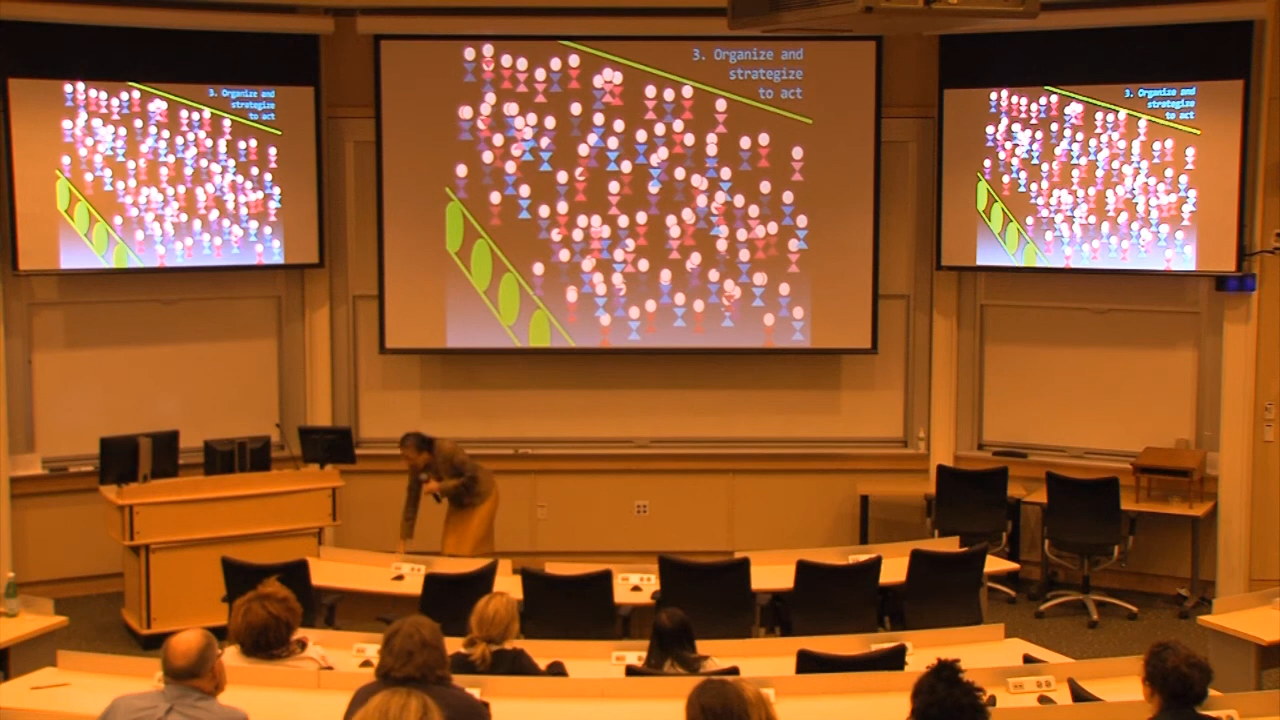 3. Organize and
strategize
to act
3. Organize and
strategize
to act
3. Organize and
strategize
to act